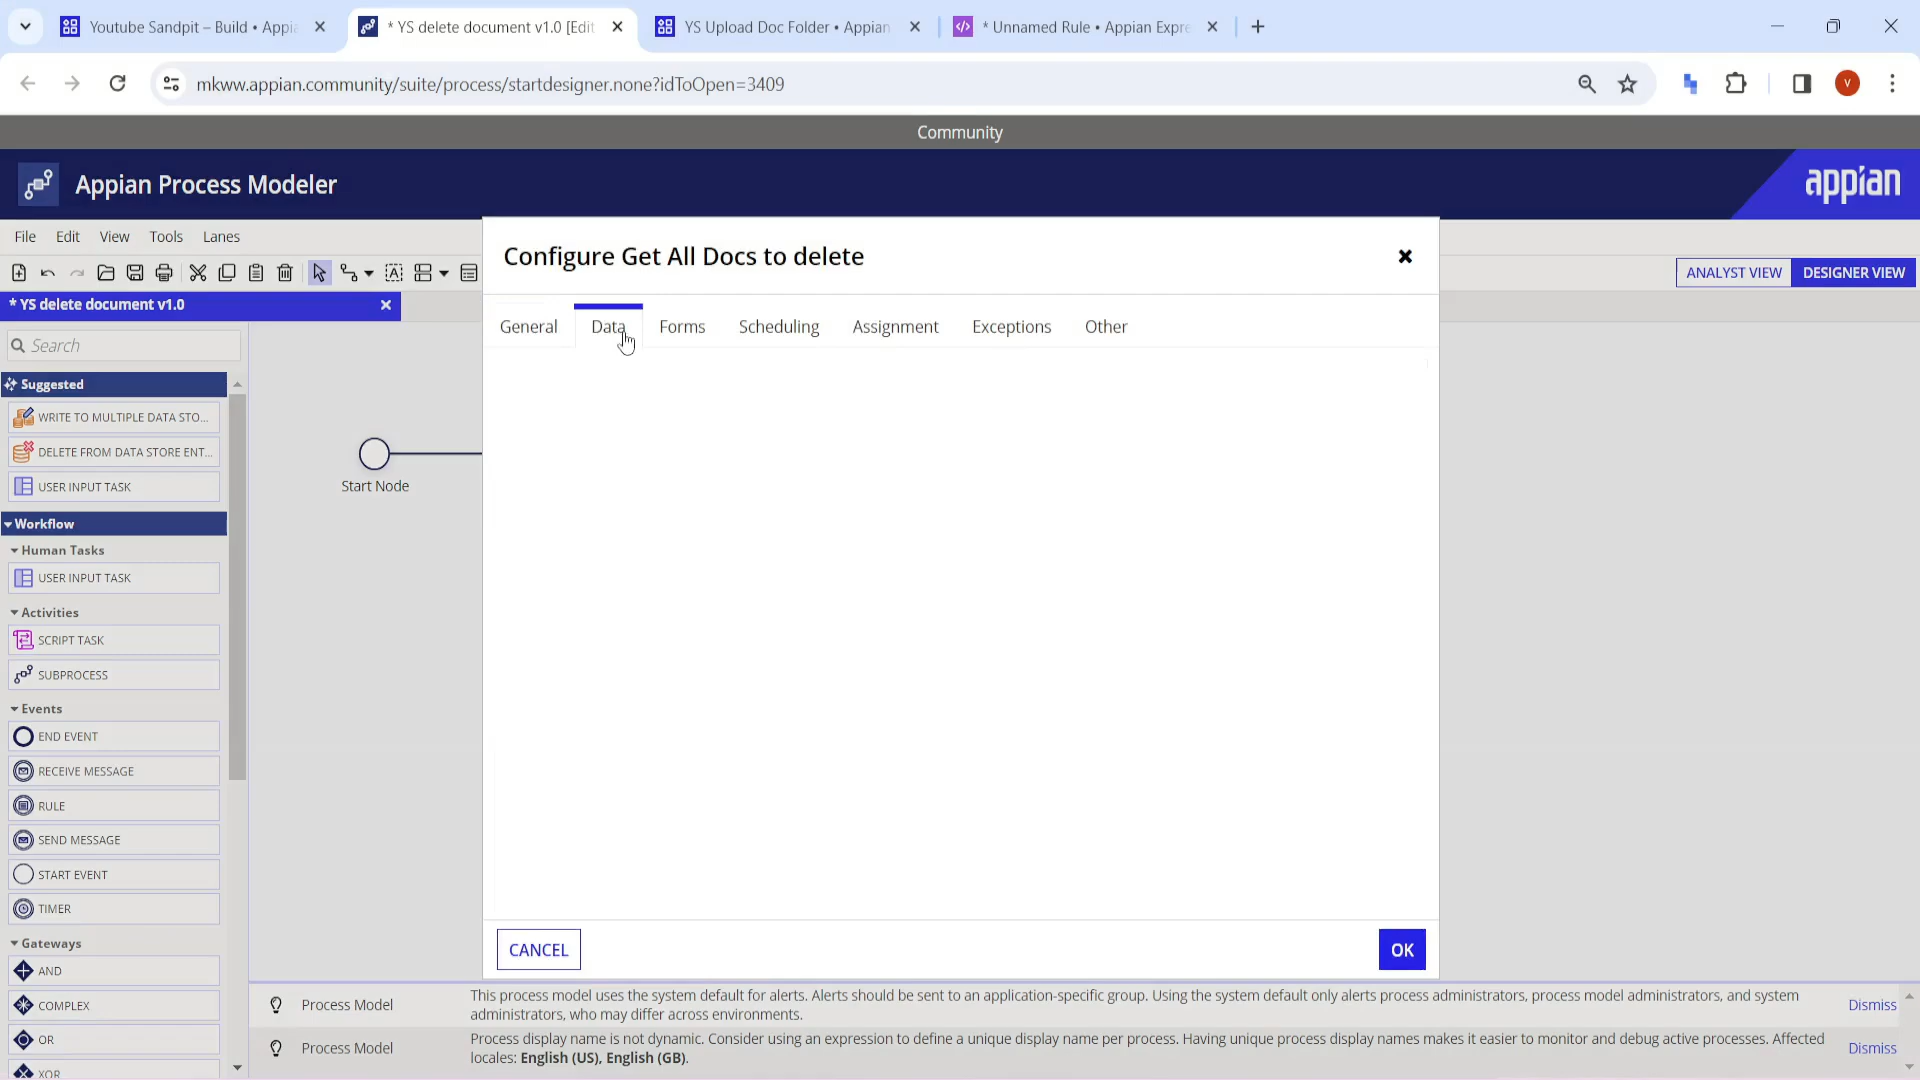 Youtube Sandpit – Build • Appia
* YS delete document v1.0 [Edit
YS Upload Doc Folder • Appian
* Unnamed Rule • Appian Expre
mkww.appian.community/suite/process/startdesigner.none?idToOpen=3409
V
Community
Appian Process Modeler
appian
File Edit View Tools Lanes
ANALYST VIEW DESIGNER VIEW
* YS delete document v1.0
Search
Suggested
WRITE TO MULTIPLE DATA STO...
DELETE FROM DATA STORE ENT...
USER INPUT TASK
Workflow
Human Tasks
USER INPUT TASK
Activities
SCRIPT TASK
SUBPROCESS
Events
END EVENT
RECEIVE MESSAGE
RULE
SEND MESSAGE
START EVENT
TIMER
Gateways
AND
COMPLEX
OR
XOR
Start Node
Configure Get All Docs to delete
General Data Forms Scheduling Assignment Exceptions Other
CANCEL
OK
Process Model
This process model uses the system default for alerts. Alerts should be sent to an application-specific group. Using the system default only alerts process administrators, process model administrators, and system
administrators, who may differ across environments.
Dismiss
Process Model
Process display name is not dynamic. Consider using an expression to define a unique display name per process. Having unique process display names makes it easier to monitor and debug active processes. Affected
locales: English (US), English (GB).
Dismiss